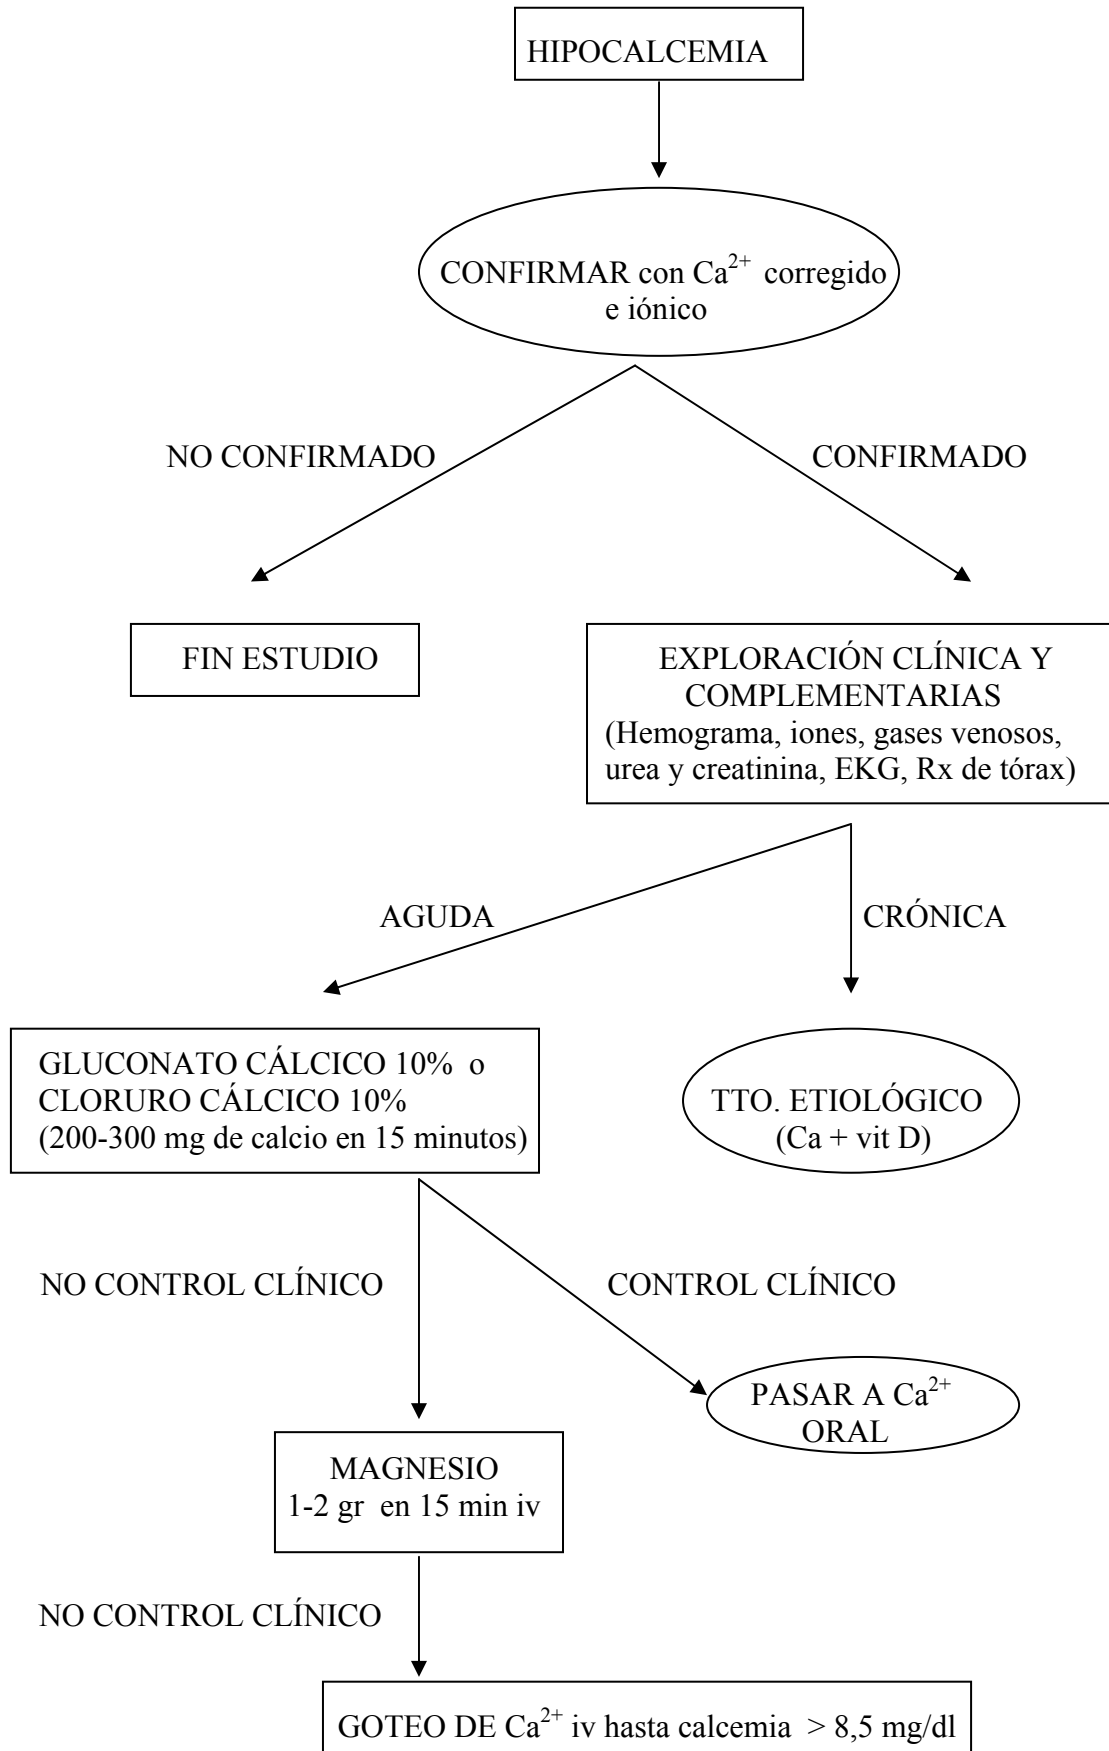 HIPOCALCEMIA
CONFIRMAR con Ca²⁺ corregido
e iónico
NO CONFIRMADO
CONFIRMADO
FIN ESTUDIO
EXPLORACIÓN CLÍNICA Y
COMPLEMENTARIAS
(Hemograma, iones, gases venosos,
urea y creatinina, EKG, Rx de tórax)
AGUDA
CRÓNICA
GLUCONATO CÁLCICO 10% o
CLORURO CÁLCICO 10%
(200-300 mg de calcio en 15 minutos)
TTO. ETIOLÓGICO
(Ca + vit D)
NO CONTROL CLÍNICO
CONTROL CLÍNICO
PASAR A Ca²⁺
ORAL
MAGNESIO
1-2 gr en 15 min iv
NO CONTROL CLÍNICO
GOTEO DE Ca²⁺ iv hasta calcemia > 8,5 mg/dl